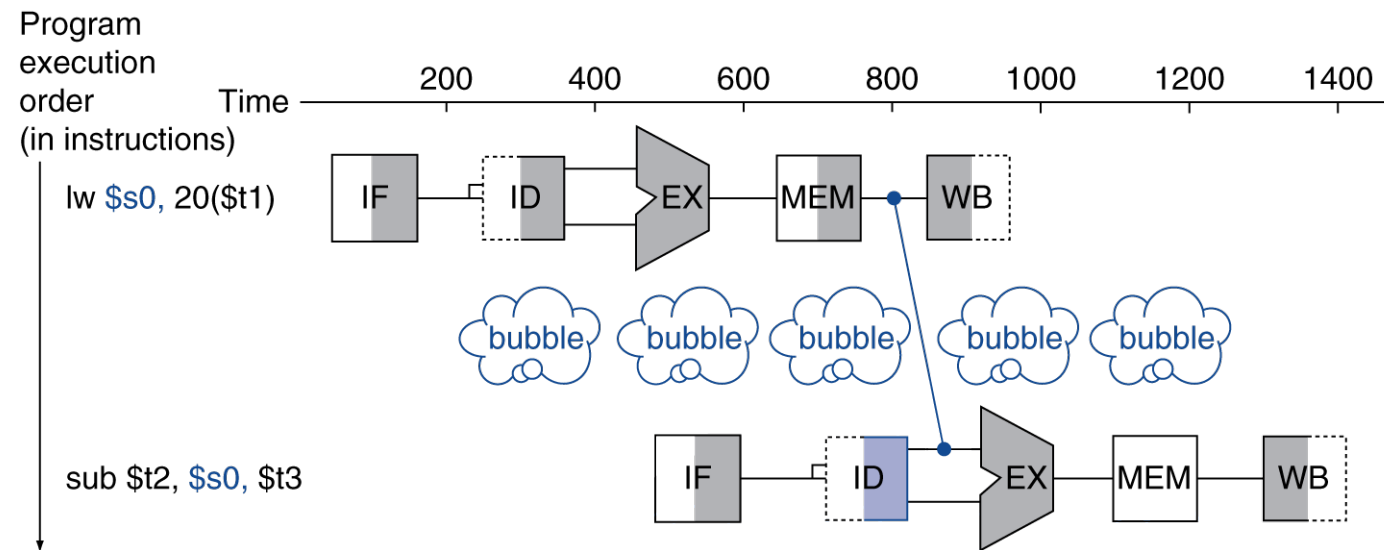 Program
execution
order
(in instructions)
Time
200 400 600 800 1000 1200 1400
lw $s0, 20($t1)
IF ID EX MEM WB
bubble bubble bubble bubble bubble
sub $t2, $s0, $t3
IF ID EX MEM WB